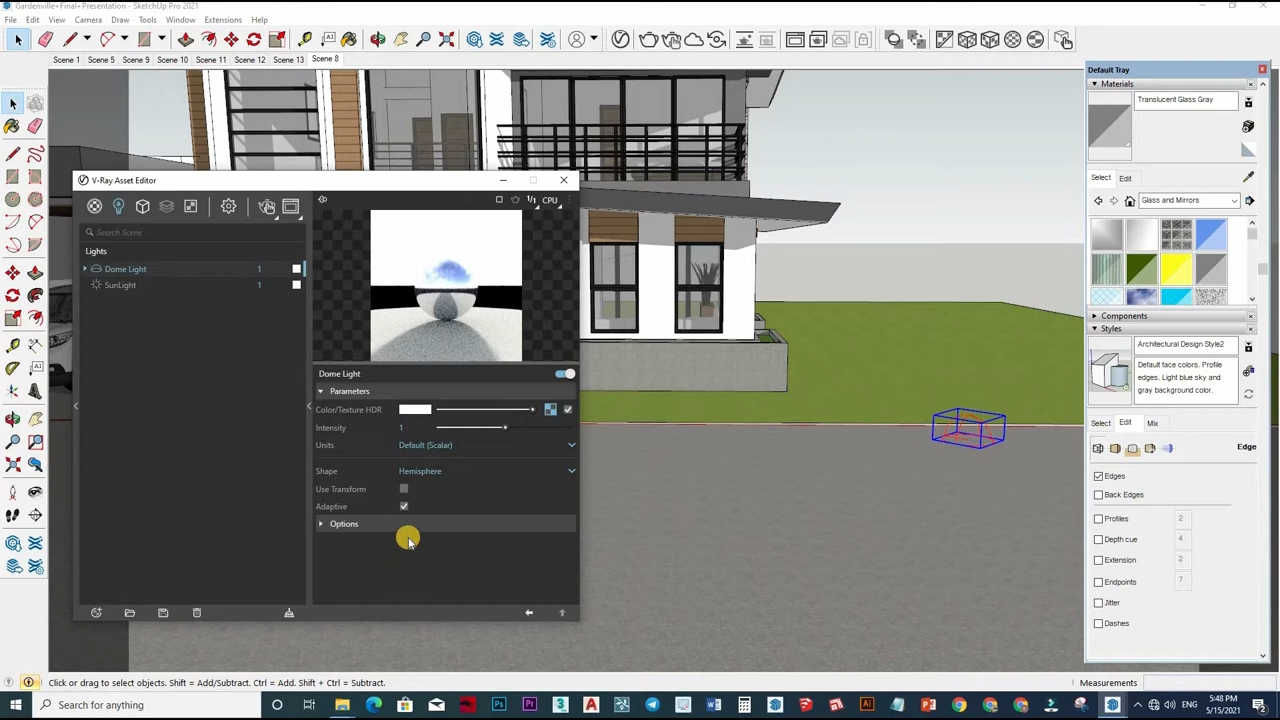 Gardenville+Final+Presentation - SketchUp Pro 2021
File Edit View Camera Draw Tools Window Extensions Help
Scene 1 Scene 5 Scene 9 Scene 10 Scene 11 Scene 12 Scene 13 Scene 8
Default Tray
Materials
Translucent Glass Gray
Select Edit
Glass and Mirrors
Components
Styles
Architectural Design Style2
Default face colors. Profile
edges. Light blue sky and
gray background color.
Select Edit Mix
Edge
Edges
Back Edges
Profiles 2
Depth cue 4
Extension 2
Endpoints 7
Jitter
Dashes
V-Ray Asset Editor
CPU
Search Scene
Lights
Dome Light 1
SunLight 1
Dome Light
Parameters
Color/Texture HDR
Intensity 1
Units Default (Scalar)
Shape Hemisphere
Use Transform
Adaptive
Options
Click or drag to select objects. Shift = Add/Subtract. Ctrl = Add. Shift + Ctrl = Subtract.
Measurements
Search for anything
ENG
5:48 PM
5/15/2021